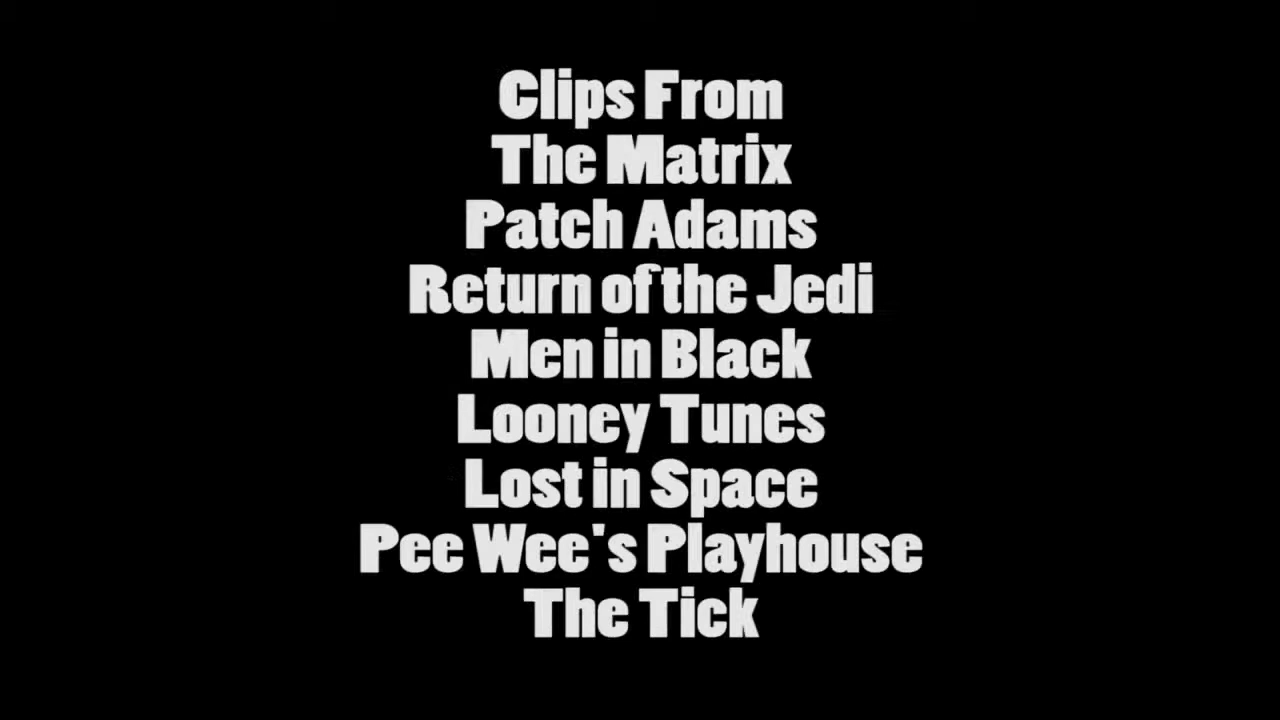 Clips From
The Matrix
Patch Adams
Return of the Jedi
Men in Black
Looney Tunes
Lost in Space
Pee Wee's Playhouse
The Tick